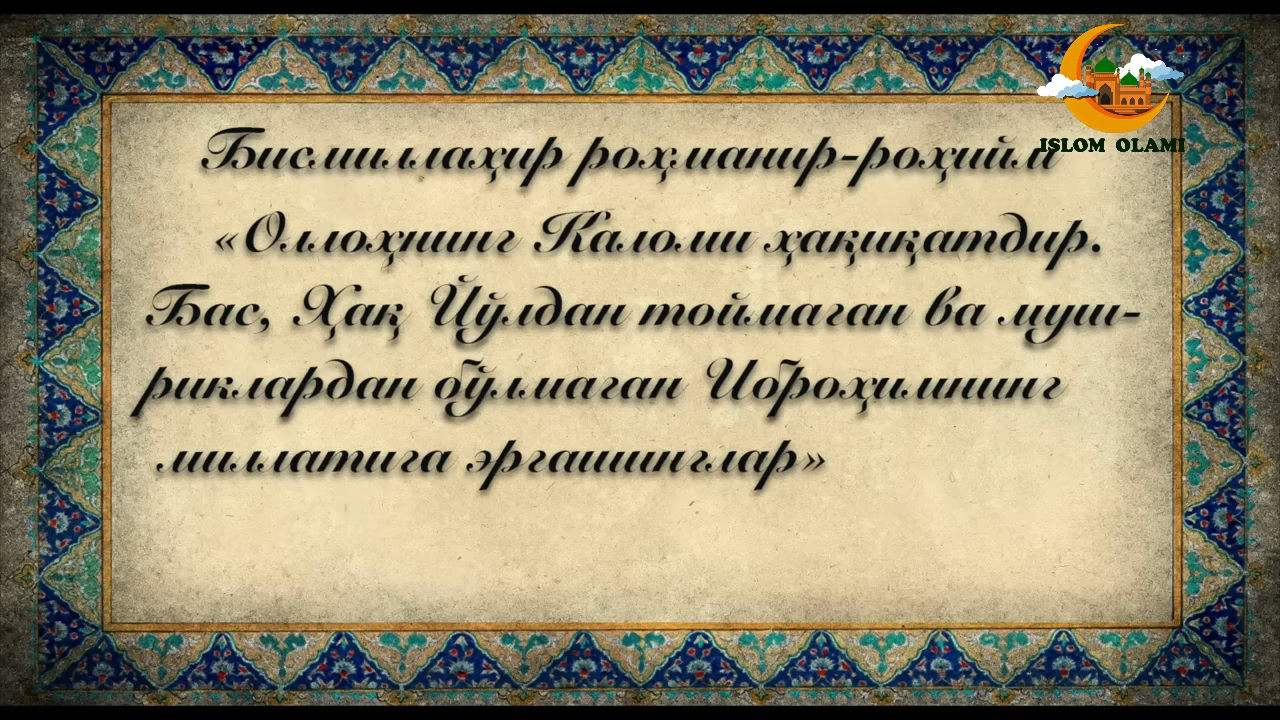 Бисмиллаҳир роҳманир-роҳийм
ISLOM OLAMI
«Оллоҳнинг Каломи ҳақиқатдир.
Бас, Ҳақ Йўлдан тоймаган ва муш-
риклардан бўлмаган Иброҳимнинг
миллатига эргашинглар»